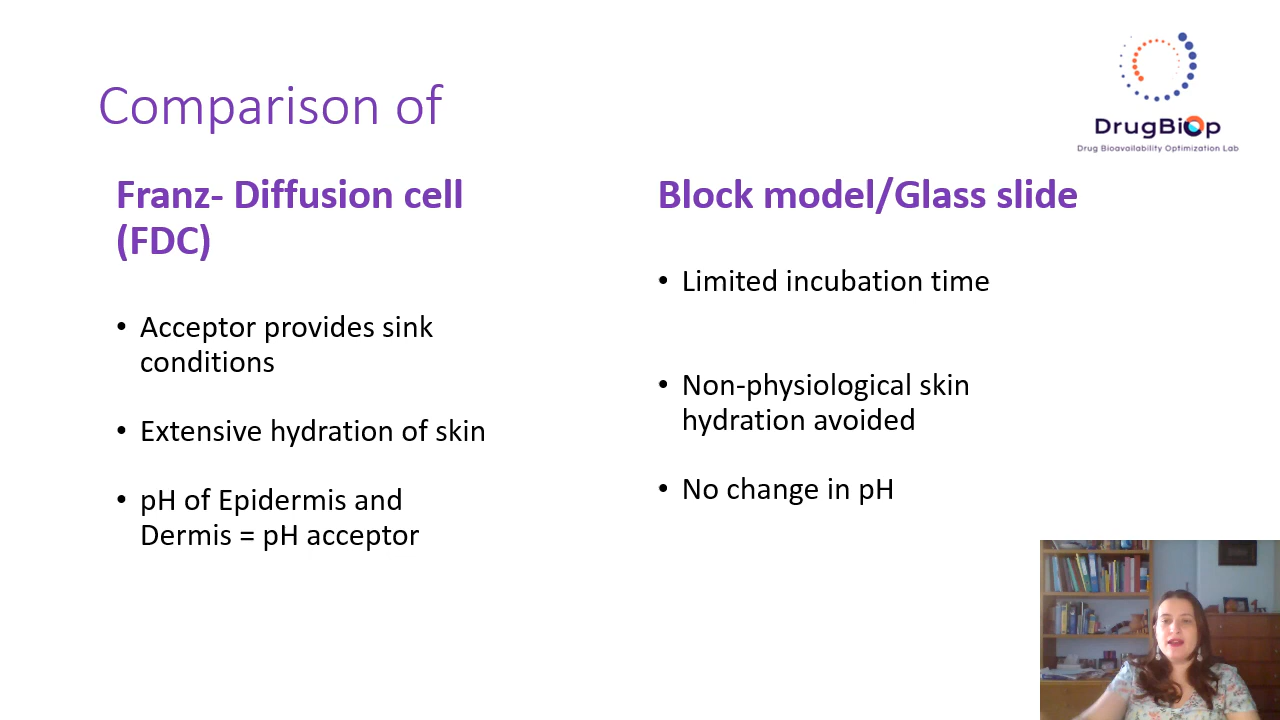 Comparison of
DrugBiOp
Drug Bioavailability Optimization Lab
Franz- Diffusion cell
(FDC)
• Acceptor provides sink
conditions
• Extensive hydration of skin
• pH of Epidermis and
Dermis = pH acceptor
Block model/Glass slide
• Limited incubation time
• Non-physiological skin
hydration avoided
• No change in pH